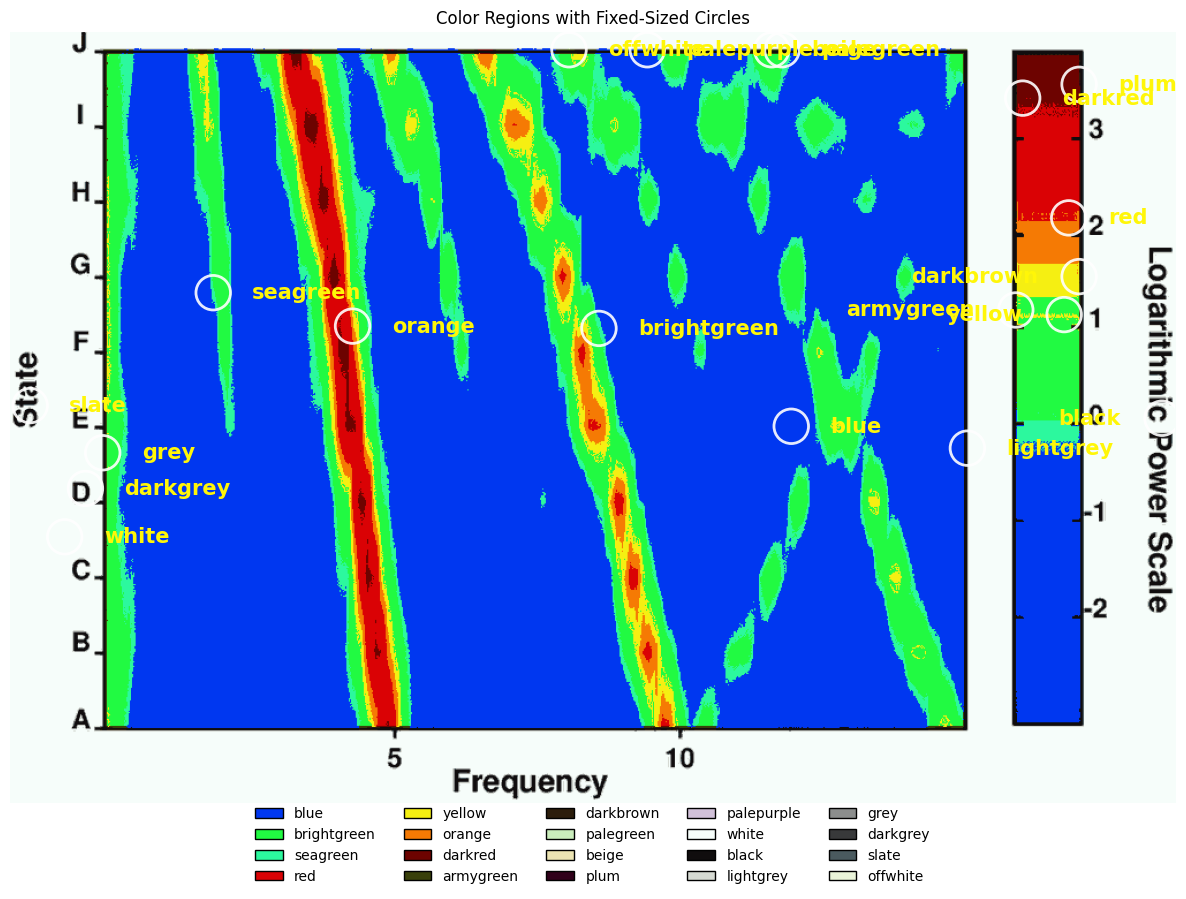 Color Regions with Fixed-Sized Circles
J
offwhite
palepurple
beige
palegreen
plum
darkred
I
3
H
red
2
G
darkbrown
seagreen
armygreen
yellow
1
orange
brightgreen
F
State
slate
E
blue
0
black
Logarithmic Power Scale
grey
lightgrey
darkgrey
D
-1
white
C
-2
B
A
5
10
Frequency
blue
brightgreen
seagreen
red
yellow
orange
darkred
armygreen
darkbrown
palegreen
beige
plum
palepurple
white
black
lightgrey
grey
darkgrey
slate
offwhite